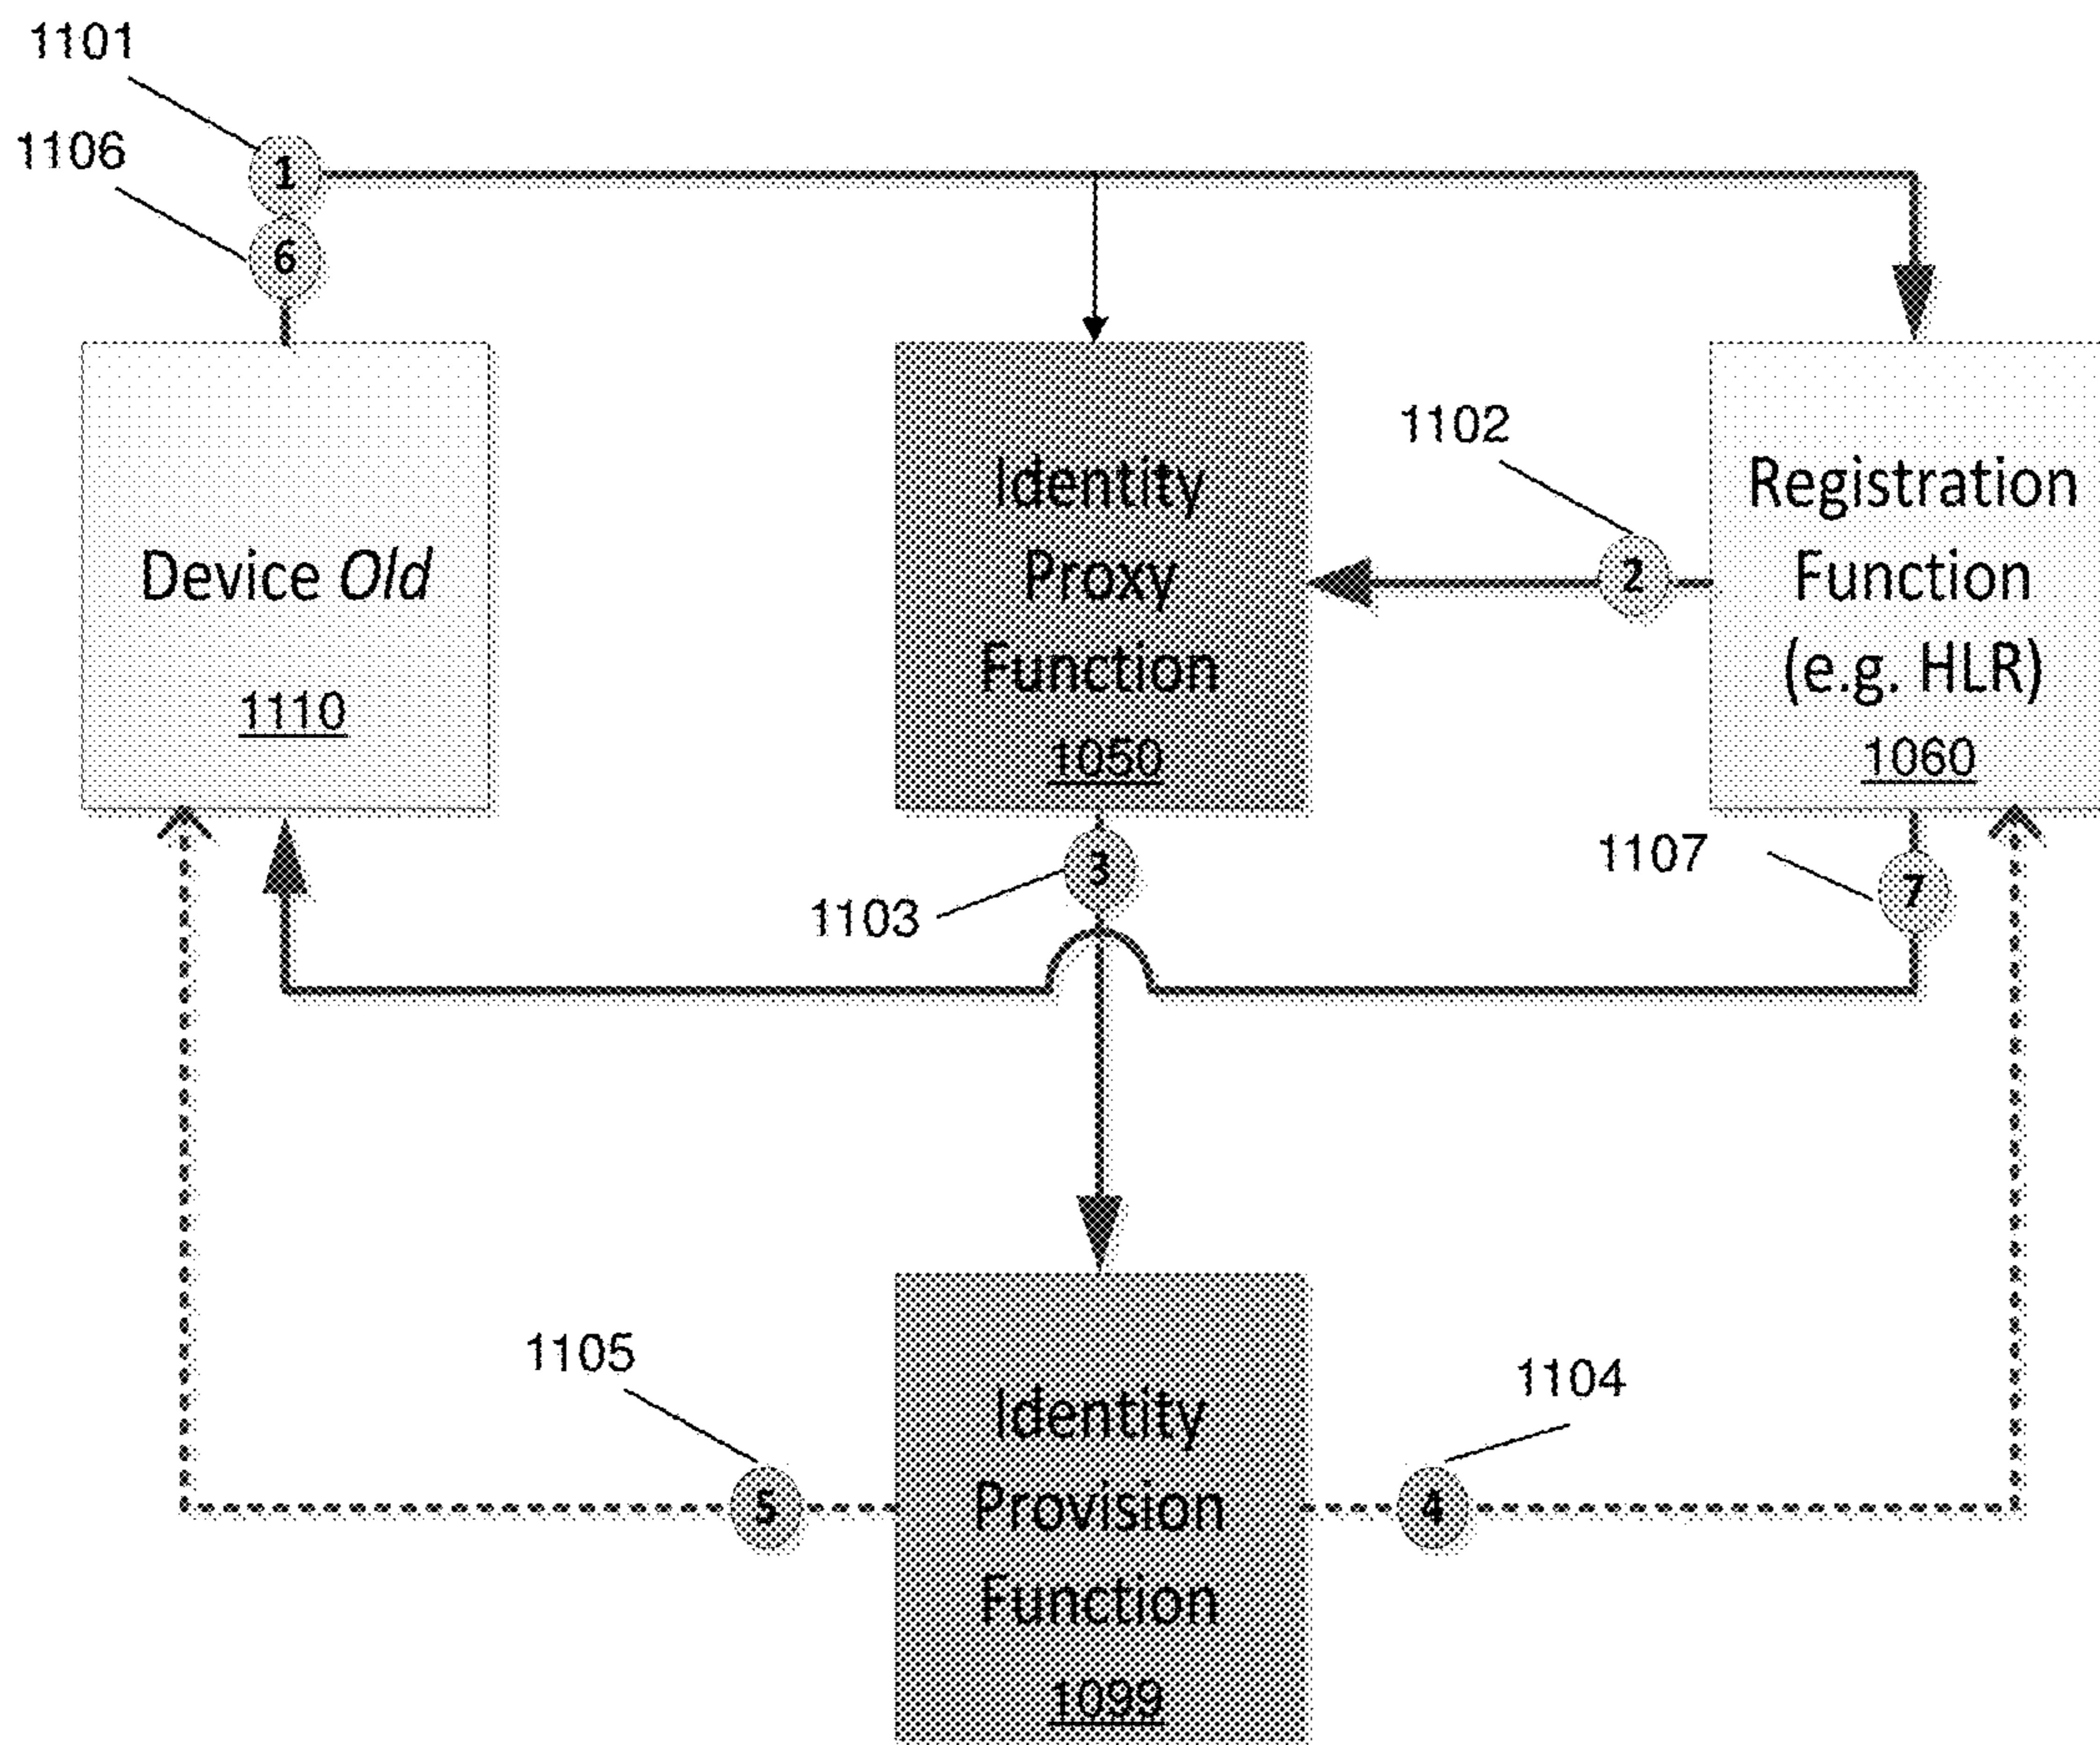 1101
1106
1
6
1102
2
Device Old
1110
Identity
Proxy
Function
1050
Registration
Function
(e.g. HLR)
1060
1103
3
1107
7
1105
5
1104
4
Identity
Provision
Function
1099